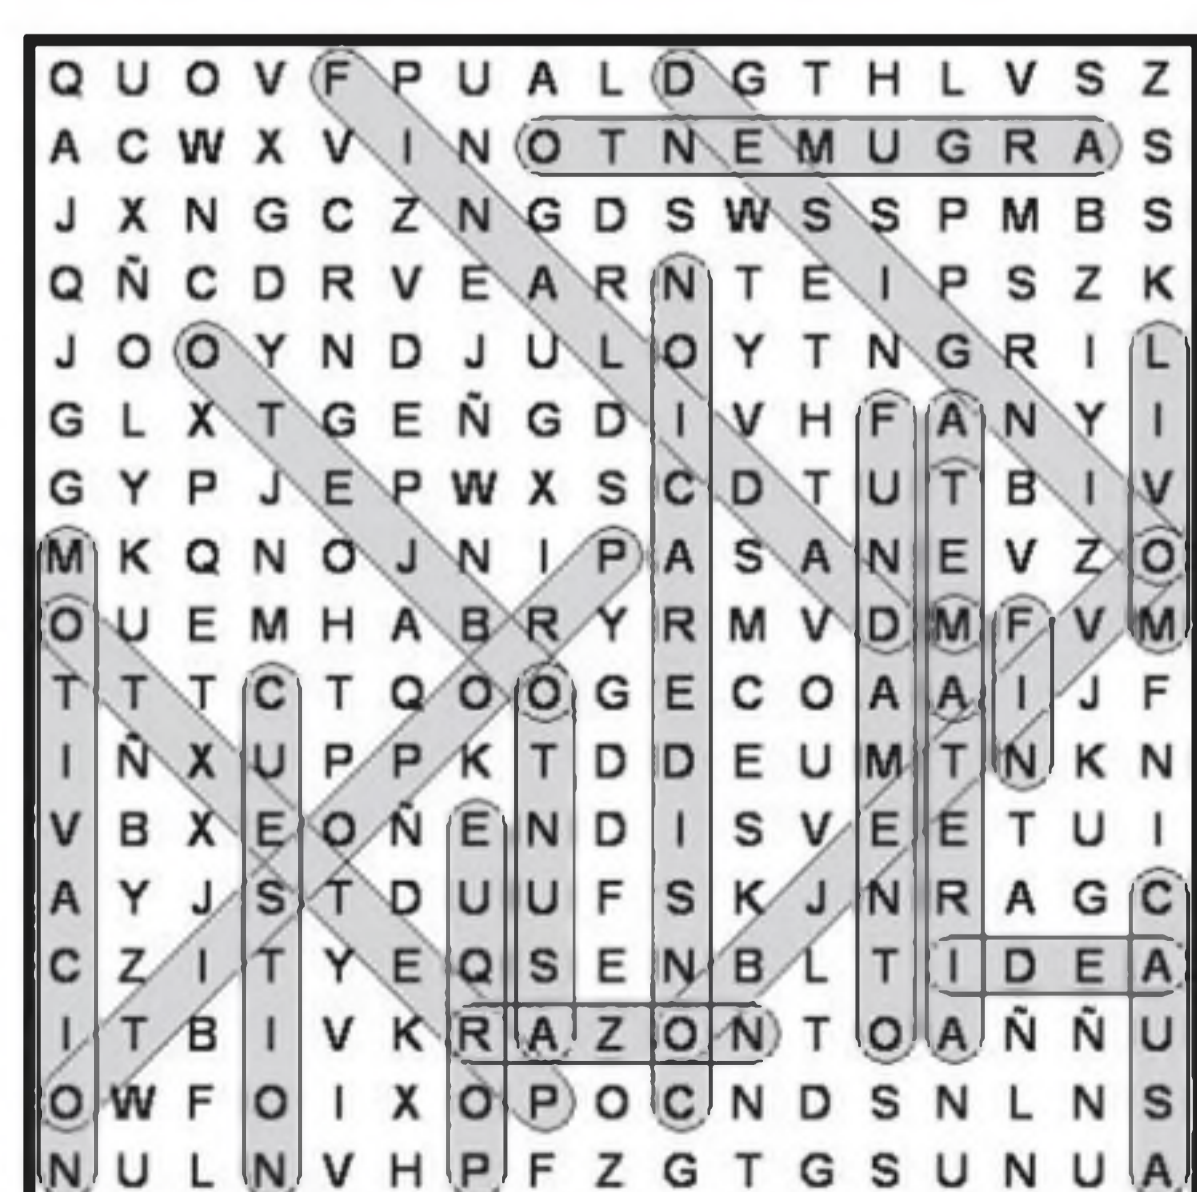 Q U O V F P U A L D G T H L V S Z
A C W X V I N O T N E M U G R A S
J X N G C Z N G D S W S S P M B S
Q Ñ C D R V E A R N T E I P S Z K
J O O Y N D J U L O Y T N G R I L
G L X T G E Ñ G D I V H F A N Y I
G Y P J E P W X S C D T U T B I V
M K Q N O J N I P A S A N E V Z O
O U E M H A B R Y R M V D M F V M
T T T C T Q O O G E C O A A I J F
I Ñ X U P P K T D D E U M T N K N
V B X E O Ñ E N D I S V E E T U I
A Y J S T D U U F S K J N R A G C
C Z I T Y E Q S E N B L T I D E A
I T B I V K R A Z O N T O A Ñ Ñ U
O W F O I X O P O C N D S N L N S
N U L N V H P F Z G T G S U N U A